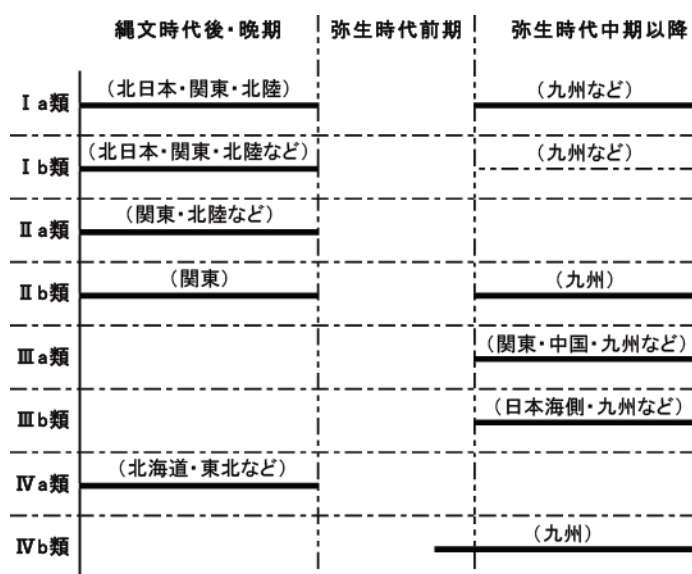 縄文時代後・晩期 弥生時代前期 弥生時代中期以降
Ⅰa類 (北日本・関東・北陸) (九州など)
Ⅰb類 (北日本・関東・北陸など) (九州など)
Ⅱa類 (関東・北陸など)
Ⅱb類 (関東) (九州)
Ⅲa類 (関東・中国・九州など)
Ⅲb類 (日本海側・九州など)
Ⅳa類 (北海道・東北など)
Ⅳb類 (九州)